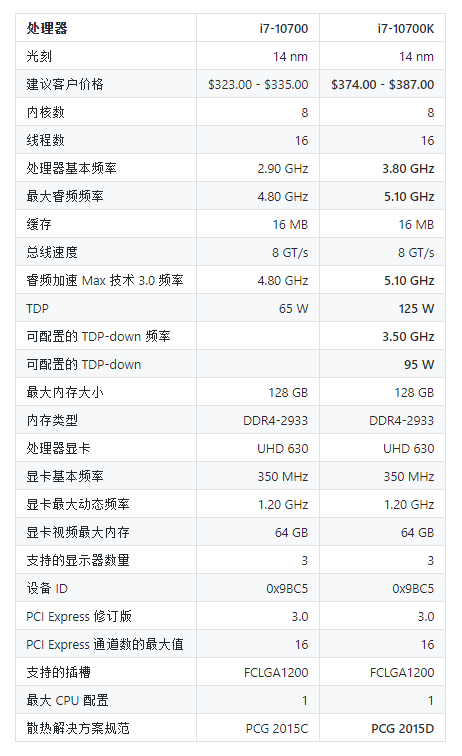 处理器 i7-10700 i7-10700K
光刻 14 nm 14 nm
建议客户价格 $323.00 - $335.00 $374.00 - $387.00
内核数 8 8
线程数 16 16
处理器基本频率 2.90 GHz 3.80 GHz
最大睿频频率 4.80 GHz 5.10 GHz
缓存 16 MB 16 MB
总线速度 8 GT/s 8 GT/s
睿频加速 Max 技术 3.0 频率 4.80 GHz 5.10 GHz
TDP 65 W 125 W
可配置的 TDP-down 频率 3.50 GHz
可配置的 TDP-down 95 W
最大内存大小 128 GB 128 GB
内存类型 DDR4-2933 DDR4-2933
处理器显卡 UHD 630 UHD 630
显卡基本频率 350 MHz 350 MHz
显卡最大动态频率 1.20 GHz 1.20 GHz
显卡视频最大内存 64 GB 64 GB
支持的显示器数量 3 3
设备 ID 0x9BC5 0x9BC5
PCI Express 修订版 3.0 3.0
PCI Express 通道数的最大值 16 16
支持的插槽 FCLGA1200 FCLGA1200
最大 CPU 配置 1 1
散热解决方案规范 PCG 2015C PCG 2015D